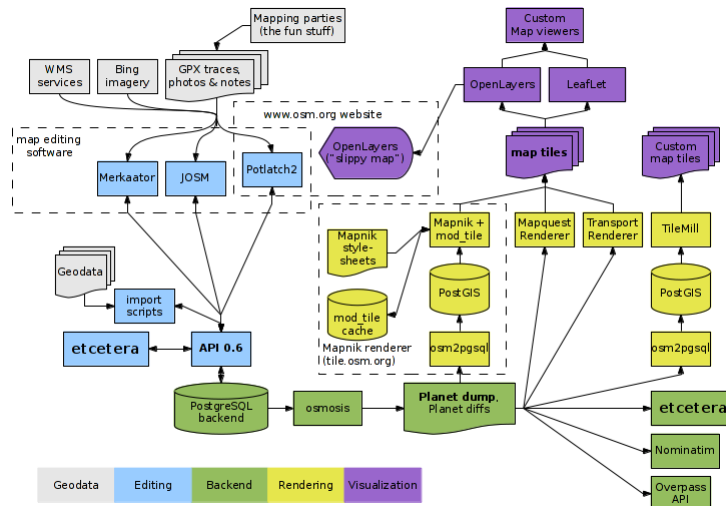 Mapping parties
(the fun stuff)
Custom
Map viewers
WMS
services
Bing
imagery
GPX traces,
photos & notes
OpenLayers
LeafLet
www.osm.org website
map editing
software
OpenLayers
("slippy map")
map tiles
Custom
map tiles
Merkaator
JOSM
Potlatch2
Mapnik
style-
sheets
Mapnik +
mod_tile
Mapquest
Renderer
Transport
Renderer
TileMill
Geodata
import
scripts
PostGIS
PostGIS
mod_tile
cache
etcetera
API 0.6
Mapnik renderer
(tile.osm.org)
osm2pgsql
osm2pgsql
PostgreSQL
backend
osmosis
Planet dump,
Planet diffs
etcetera
Nominatim
Overpass
API
Geodata
Editing
Backend
Rendering
Visualization